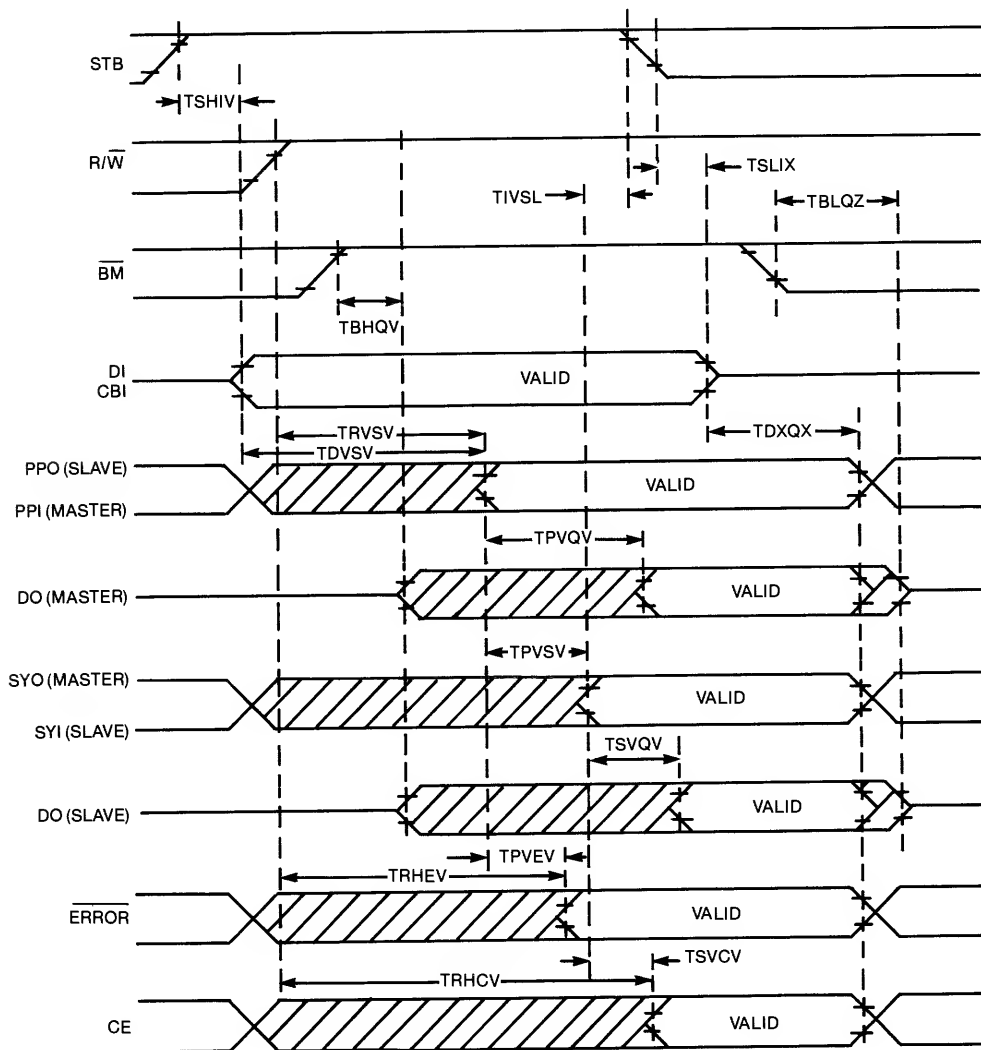 STB
TSHIV
R/W̅
TSLIX
TIVSL
TBLQZ
B̅M̅
TBHQV
DI
CBI
VALID
TRVSV
TDXQX
TDVSV
PPO (SLAVE)
VALID
PPI (MASTER)
TPVQV
DO (MASTER)
VALID
TPVSV
SYO (MASTER)
VALID
SYI (SLAVE)
TSVQV
DO (SLAVE)
VALID
TPVEV
TRHEV
E̅R̅R̅O̅R̅
VALID
TSVCV
TRHCV
CE
VALID